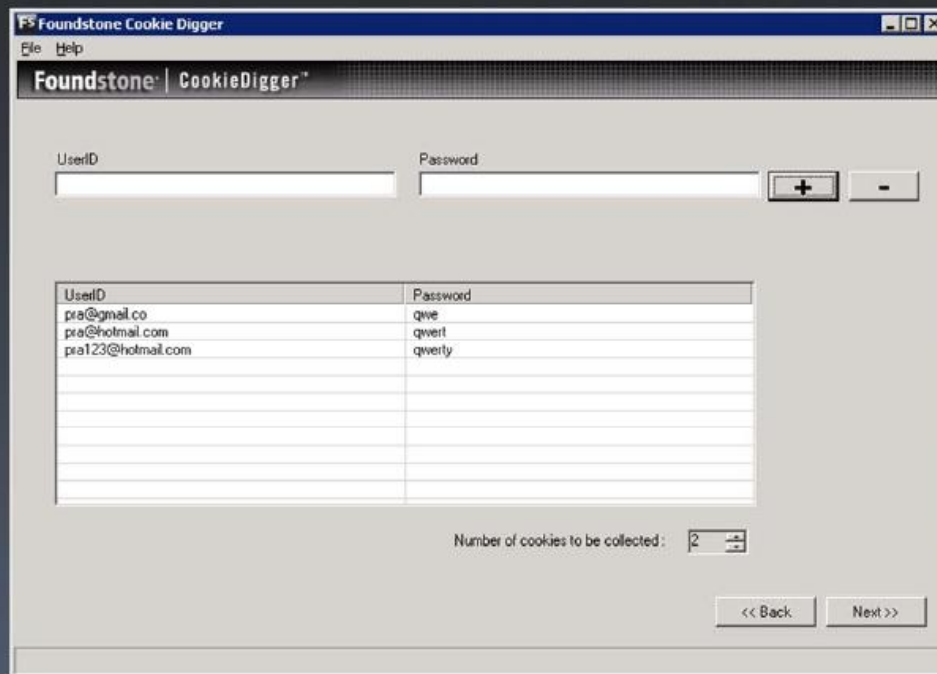 FS Foundstone Cookie Digger
File Help
Foundstone | CookieDigger™
UserID Password
+ -
UserID Password
pra@gmail.co qwe
pra@hotmail.com qwert
pra123@hotmail.com qwerty
Number of cookies to be collected : 2
<< Back Next >>